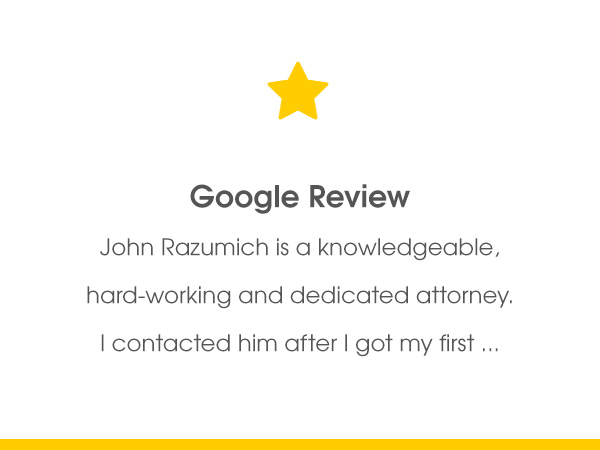 Google Review
John Razumich is a knowledgeable,
hard-working and dedicated attorney.
I contacted him after I got my first ...